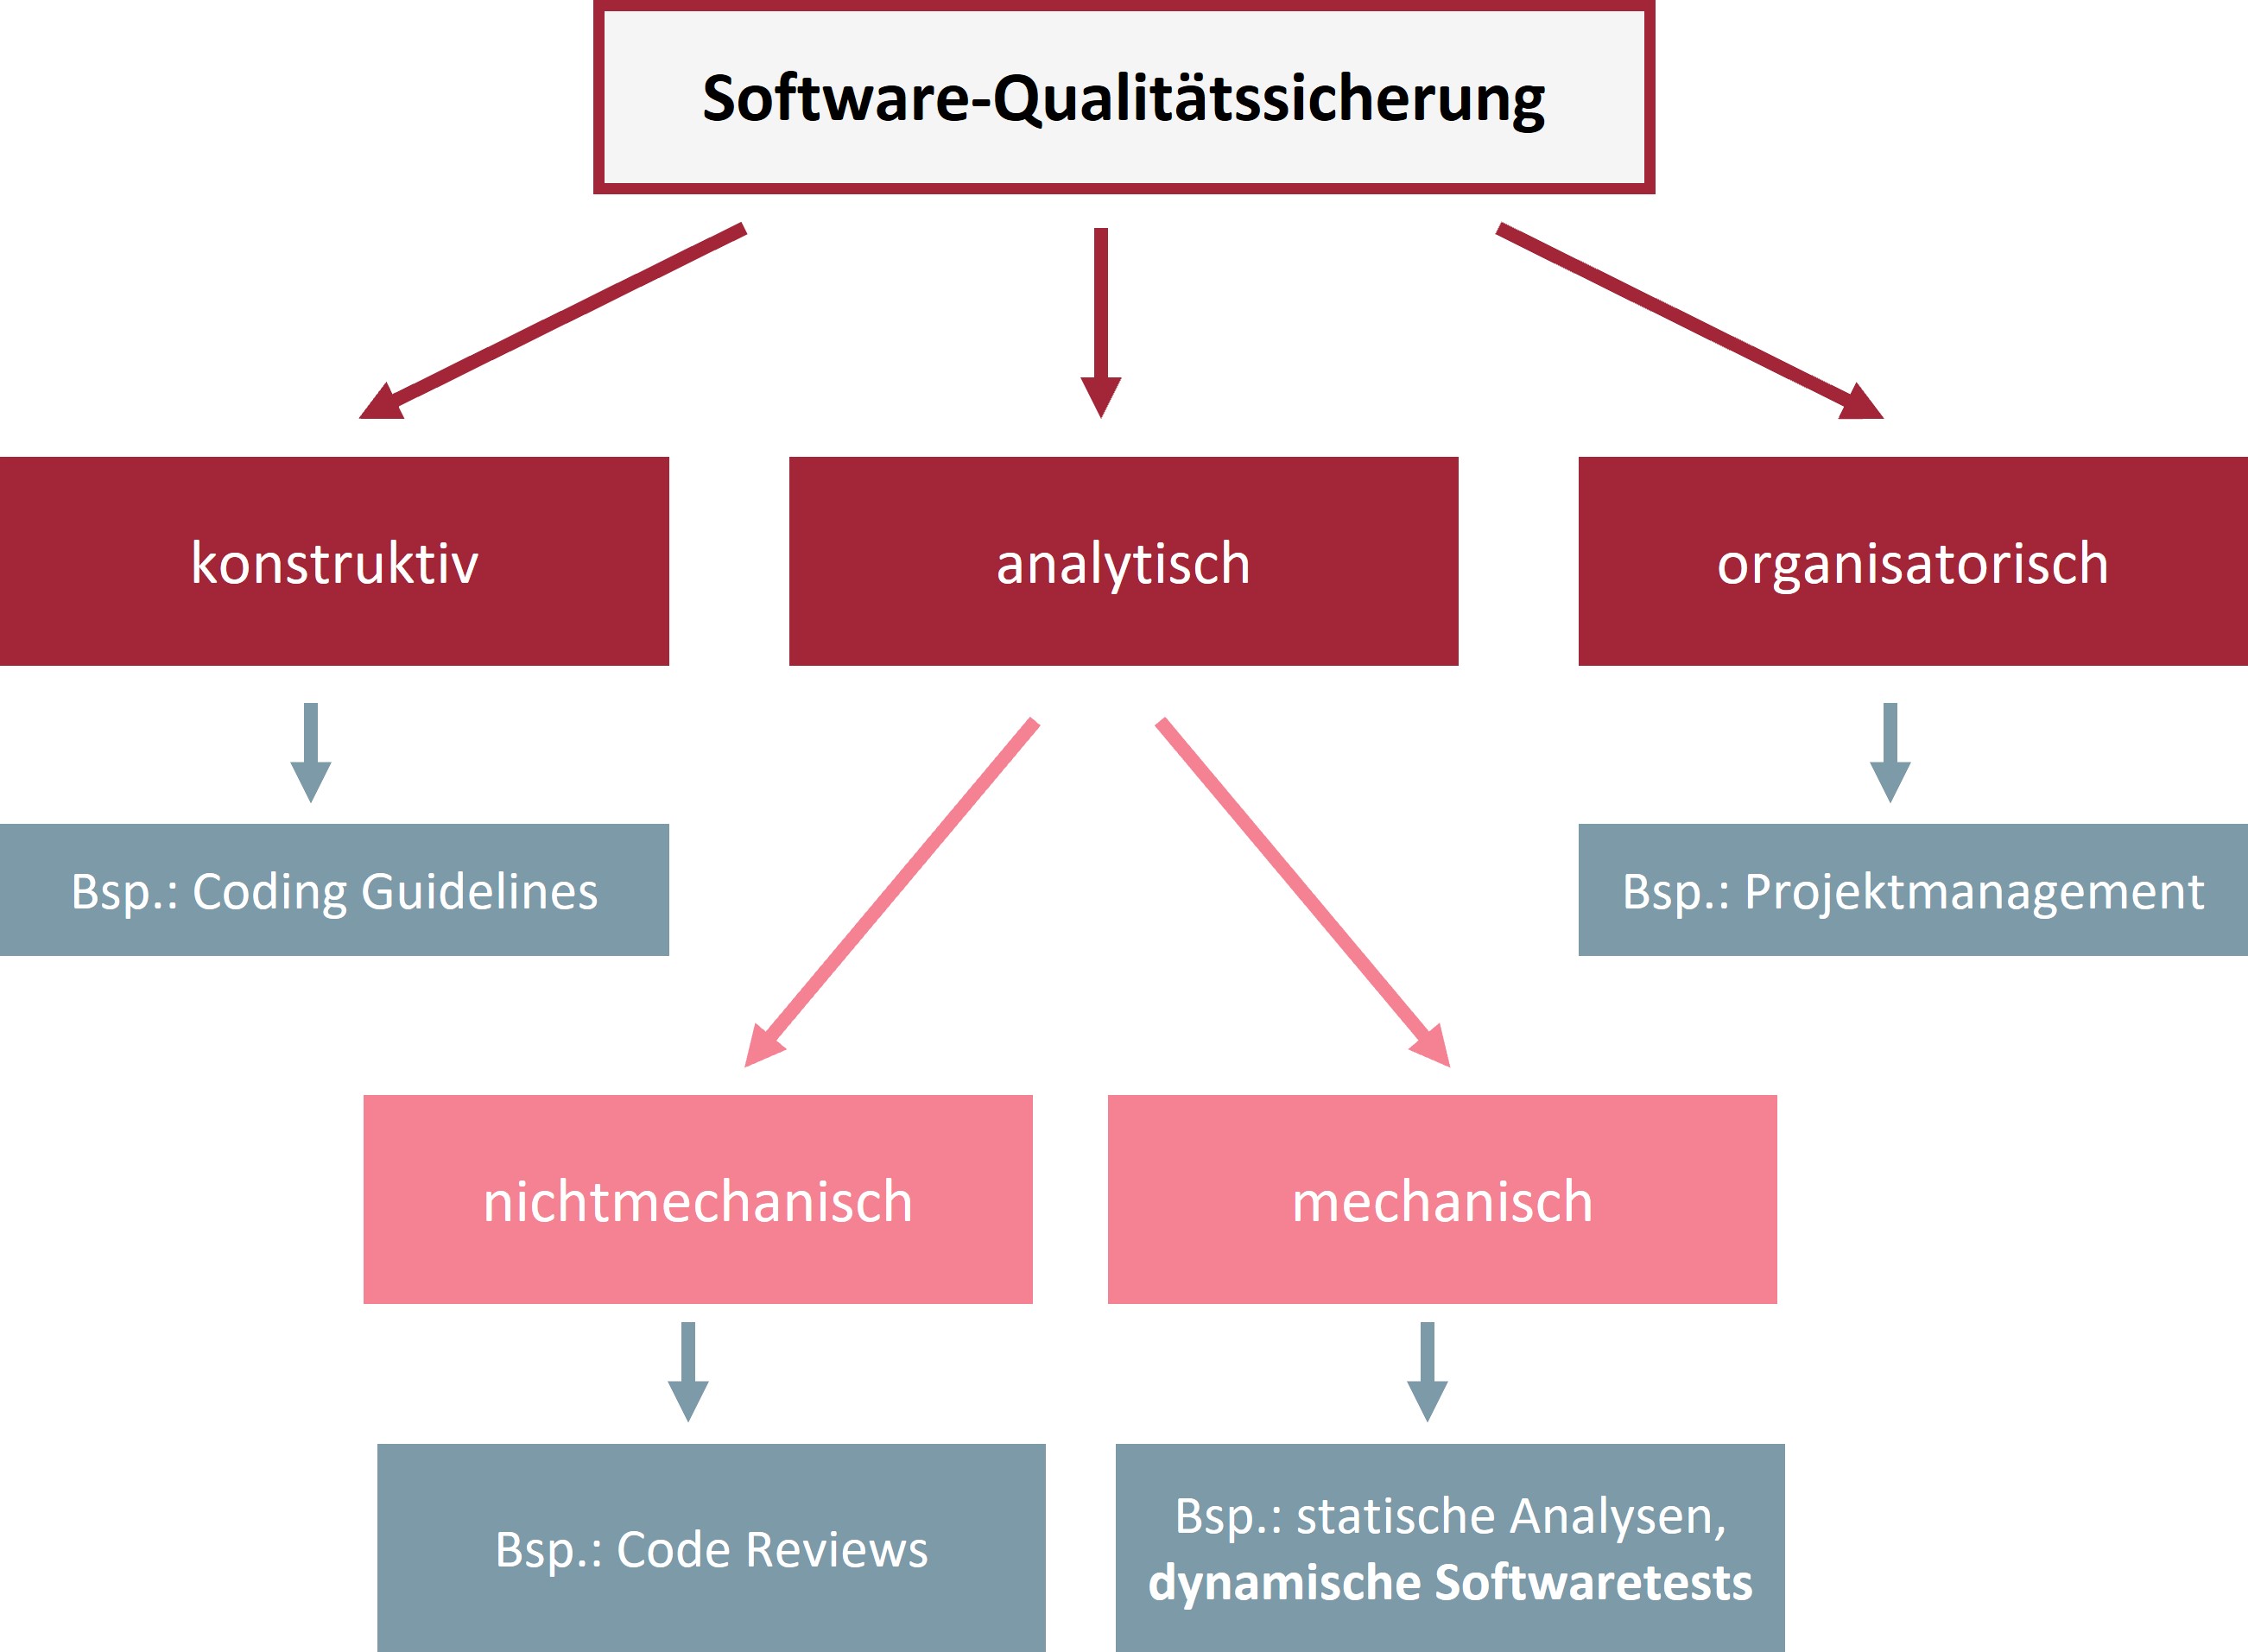 Software-Qualitätssicherung
konstruktiv
analytisch
organisatorisch
Bsp.: Coding Guidelines
Bsp.: Projektmanagement
nichtmechanisch
mechanisch
Bsp.: Code Reviews
Bsp.: statische Analysen,
dynamische Softwaretests